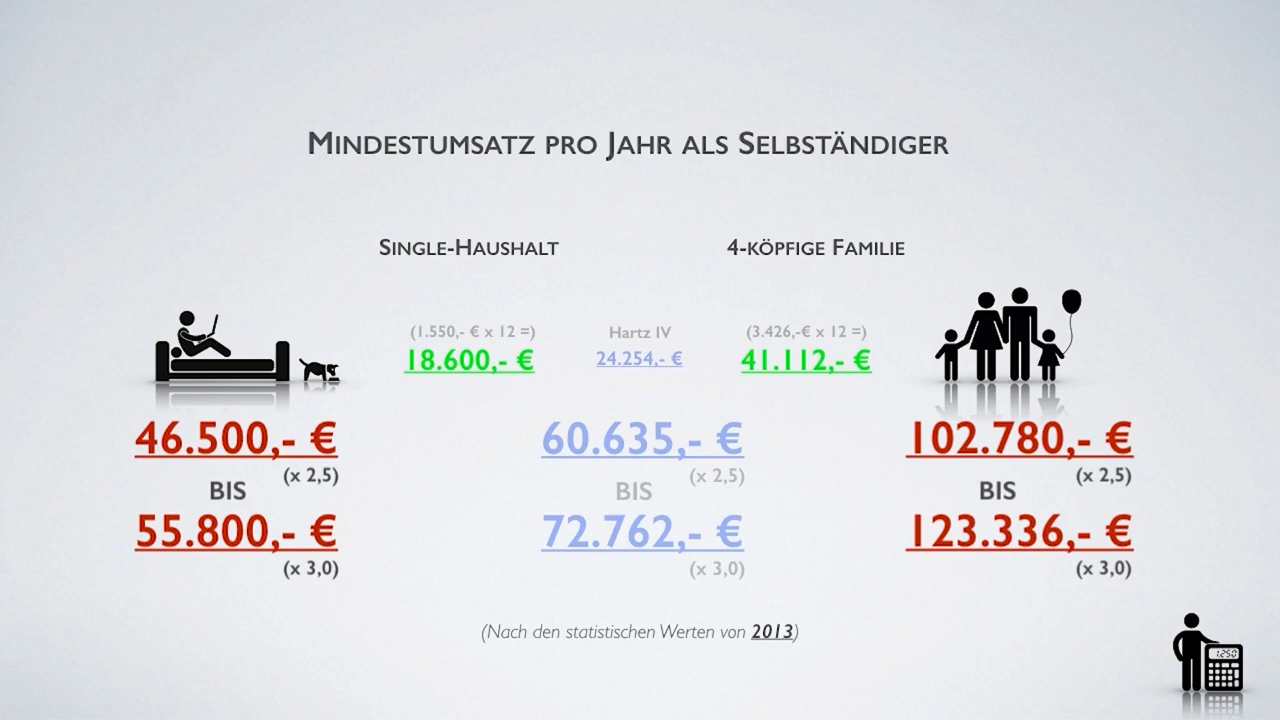 Mindestumsatz pro Jahr als Selbständiger
Single-Haushalt
4-köpfige Familie
(1.550,- € x 12 =)
18.600,- €
Hartz IV
24.254,- €
(3.426,-€ x 12 =)
41.112,- €
46.500,- €
(x 2,5)
BIS
55.800,- €
(x 3,0)
60.635,- €
(x 2,5)
BIS
72.762,- €
(x 3,0)
102.780,- €
(x 2,5)
BIS
123.336,- €
(x 3,0)
(Nach den statistischen Werten von 2013)
1,250